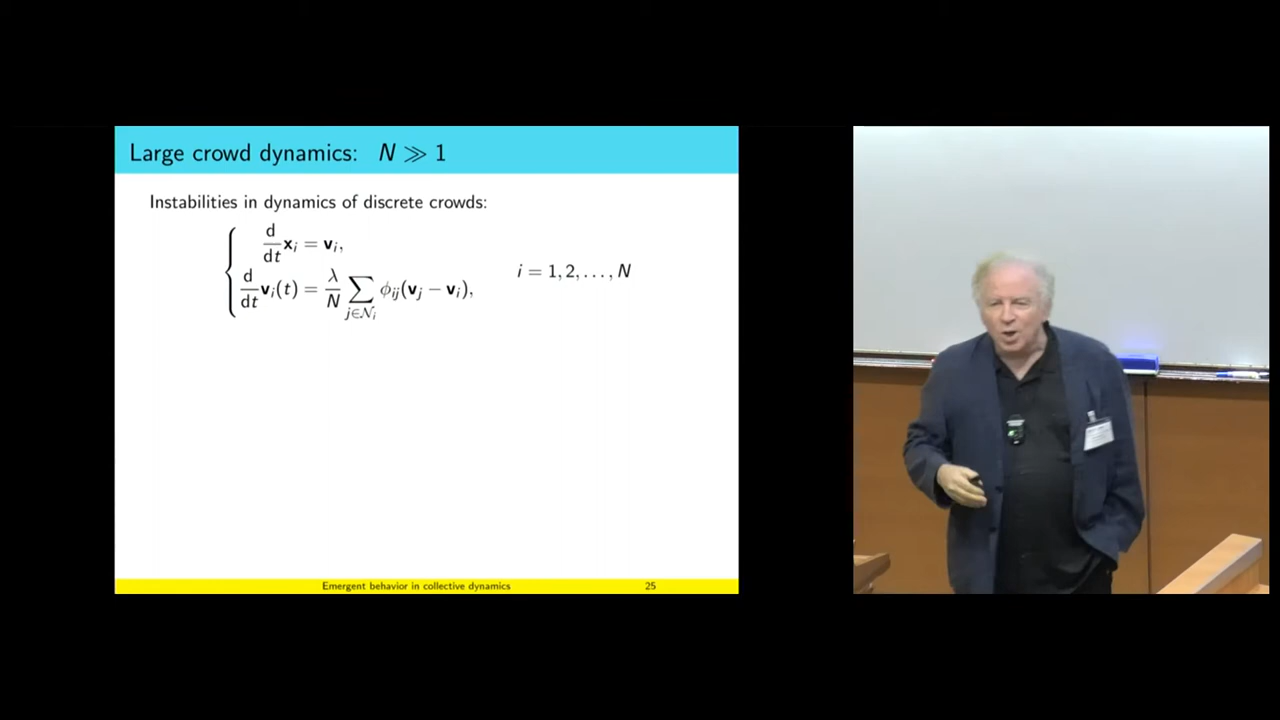 Large crowd dynamics: N ≫ 1
Instabilities in dynamics of discrete crowds:
d/dt x_i = v_i,
d/dt v_i(t) = λ/N ∑_{j∈𝒩_i} ϕ_ij(v_j − v_i),
i = 1, 2, . . . , N
Emergent behavior in collective dynamics 25